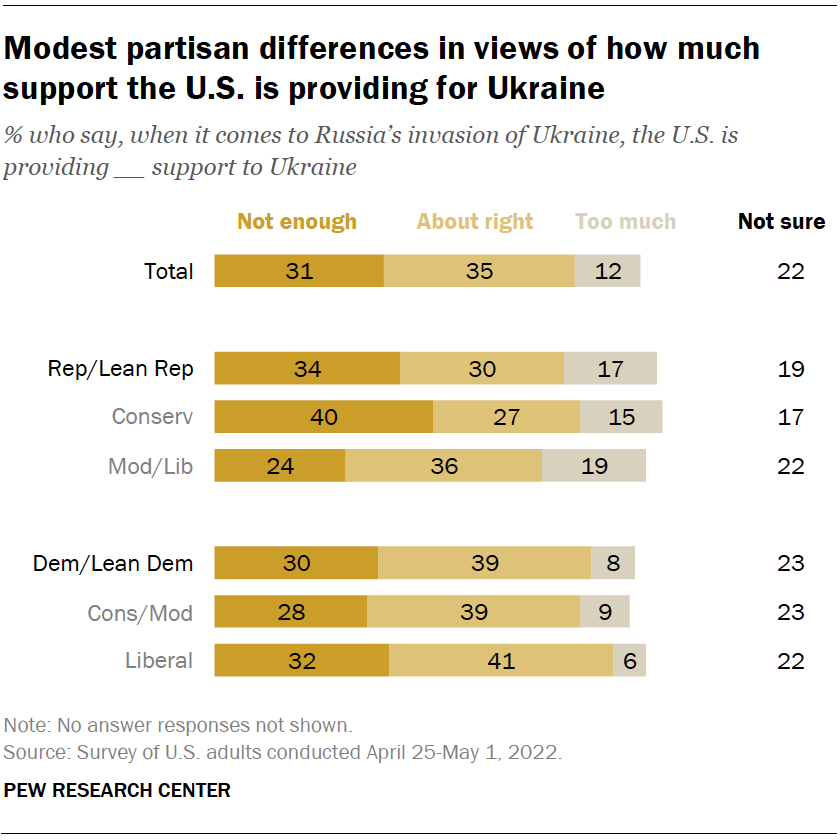 Modest partisan differences in views of how much
support the U.S. is providing for Ukraine
% who say, when it comes to Russia's invasion of Ukraine, the U.S. is
providing __ support to Ukraine
Not enough About right Too much Not sure
Total 31 35 12 22
Rep/Lean Rep 34 30 17 19
Conserv 40 27 15 17
Mod/Lib 24 36 19 22
Dem/Lean Dem 30 39 8 23
Cons/Mod 28 39 9 23
Liberal 32 41 6 22
Note: No answer responses not shown.
Source: Survey of U.S. adults conducted April 25-May 1, 2022.
PEW RESEARCH CENTER